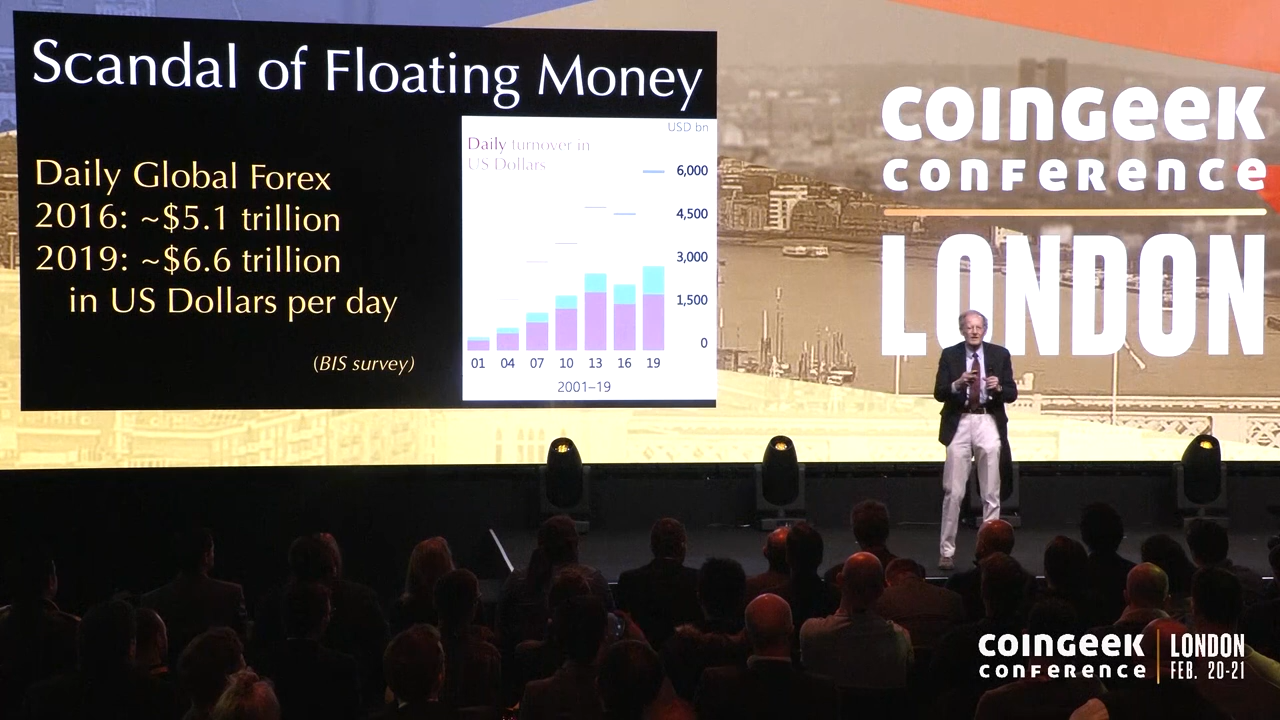 Scandal of Floating Money
Daily Global Forex
2016: ~$5.1 trillion
2019: ~$6.6 trillion
in US Dollars per day
(BIS survey)
USD bn
Daily turnover in
US Dollars
6,000
4,500
3,000
1,500
0
01 04 07 10 13 16 19
2001–19
COINGEEK
CONFERENCE
LONDON
COINGEEK
CONFERENCE
LONDON
FEB. 20-21